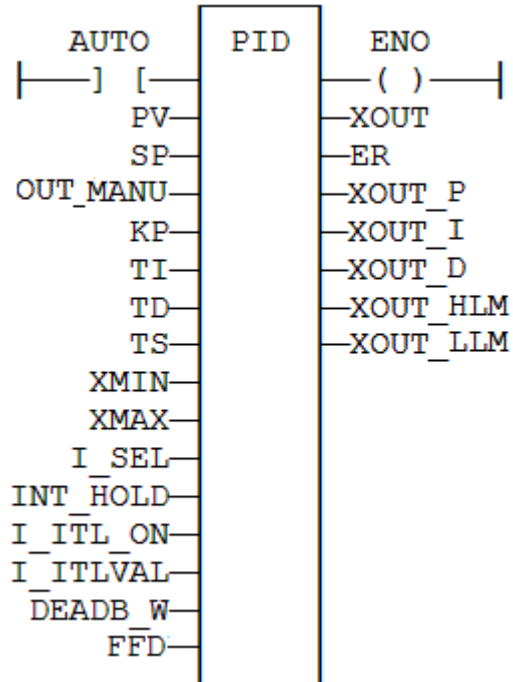 AUTO PID ENO
] [ ( )
PV XOUT
SP ER
OUT_MANU XOUT_P
KP XOUT_I
TI XOUT_D
TD XOUT_HLM
TS XOUT_LLM
XMIN
XMAX
I_SEL
INT_HOLD
I_ITL_ON
I_ITLVAL
DEADB_W
FFD